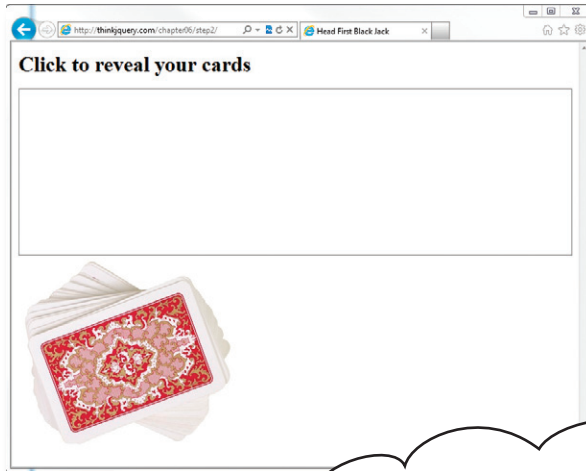 http://thinkjquery.com/chapter06/step2/
Head First Black Jack
Click to reveal your cards